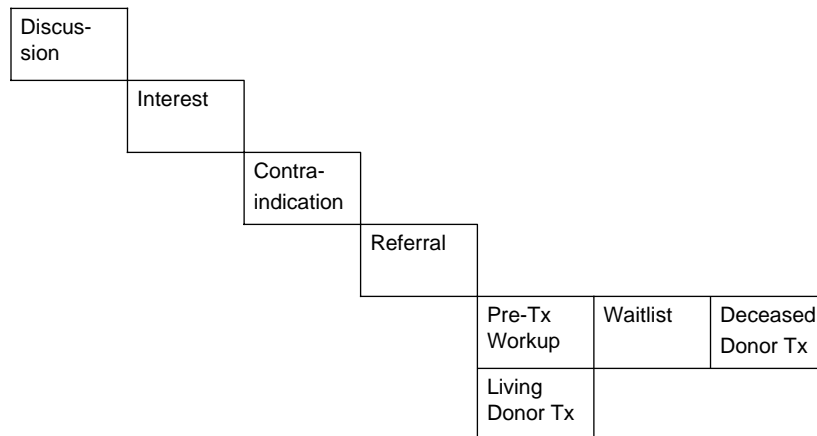 Discus-
sion
Interest
Contra-
indication
Referral
Pre-Tx
Workup
Waitlist
Deceased
Donor Tx
Living
Donor Tx